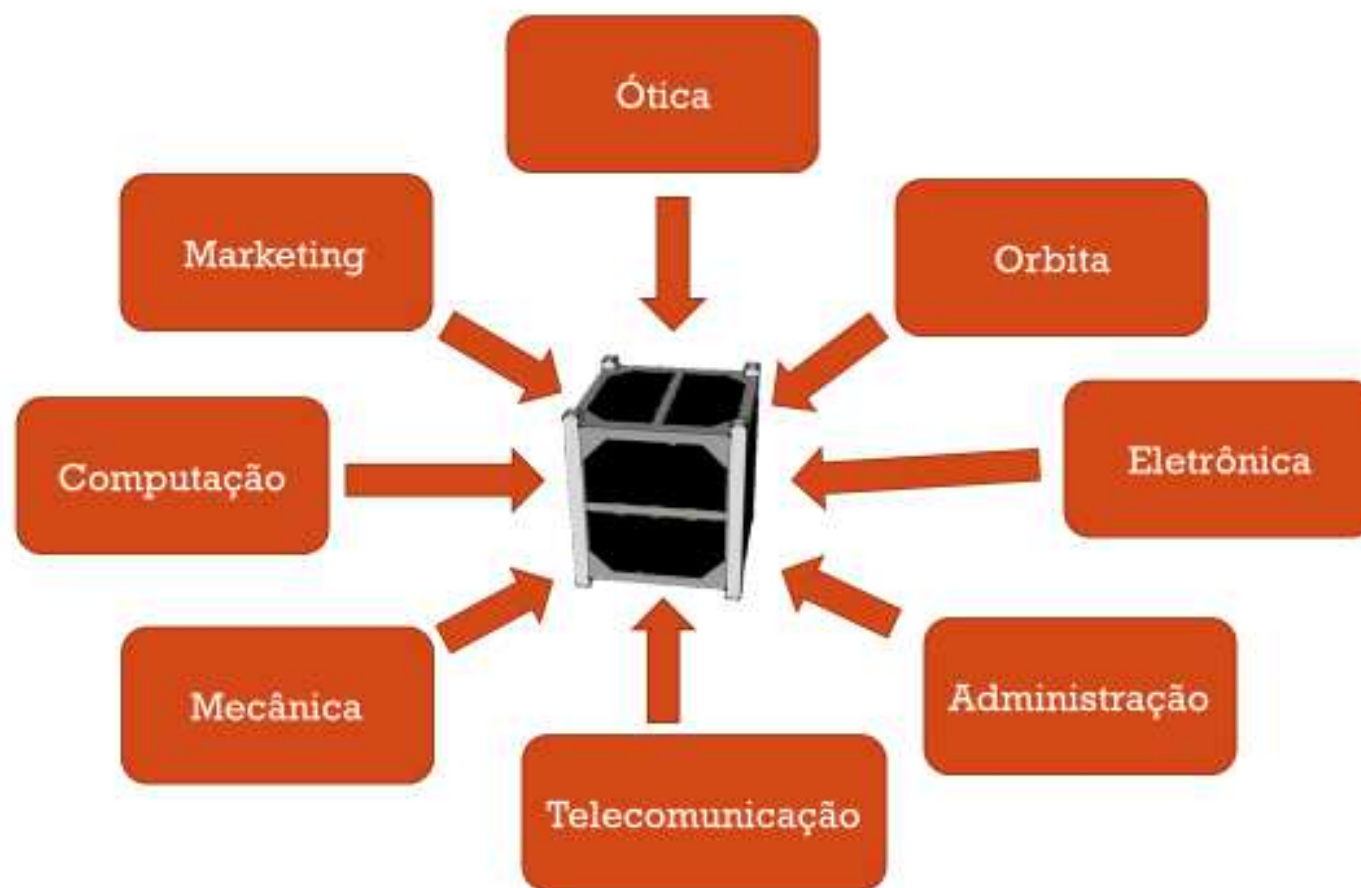 Ótica
Marketing
Orbita
Computação
Eletrônica
Mecânica
Administração
Telecomunicação